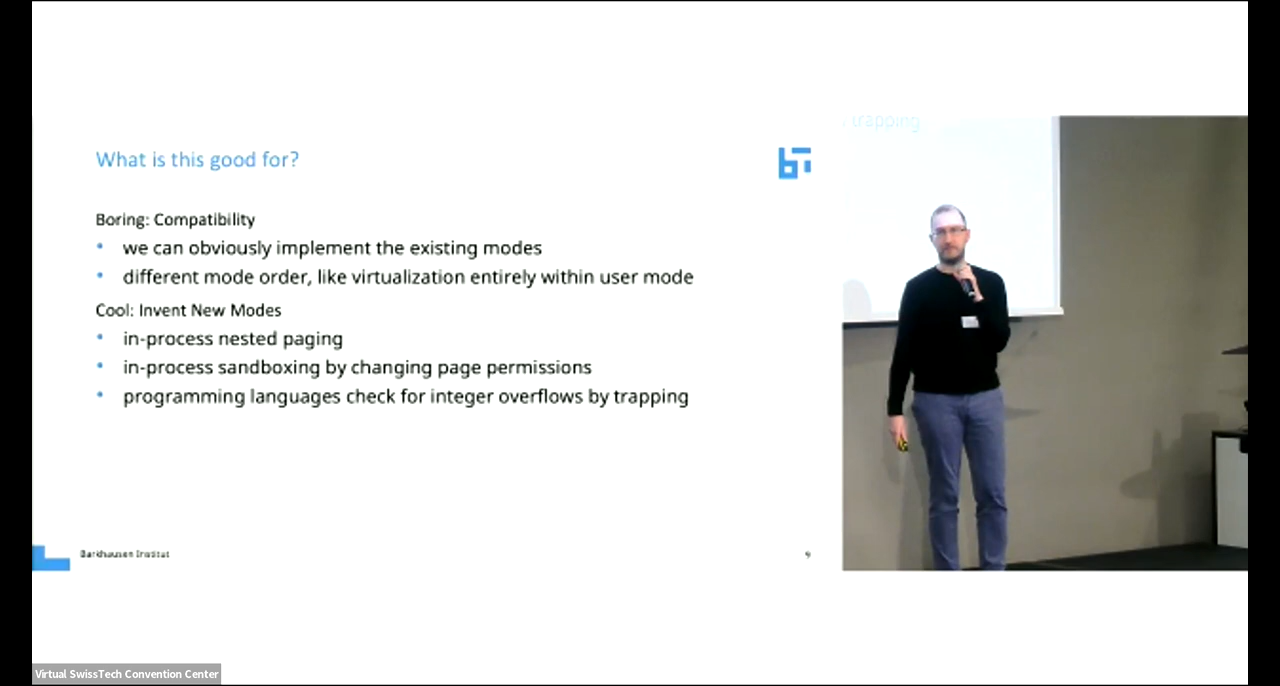 trapping
What is this good for?
Boring: Compatibility
we can obviously implement the existing modes
different mode order, like virtualization entirely within user mode
Cool: Invent New Modes
in-process nested paging
in-process sandboxing by changing page permissions
programming languages check for integer overflows by trapping
Barkhausen Institut
9
Virtual SwissTech Convention Center